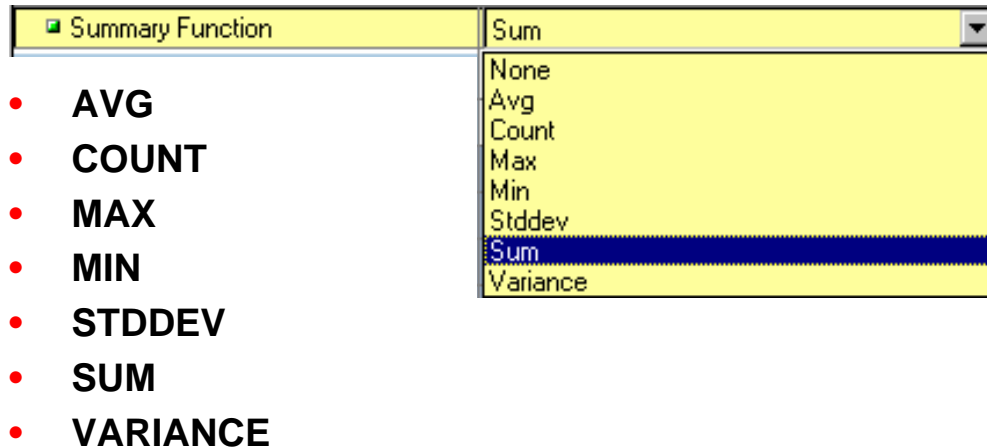 Summary Function
Sum
None
Avg
Count
Max
Min
Stddev
Sum
Variance
• AVG
• COUNT
• MAX
• MIN
• STDDEV
• SUM
• VARIANCE